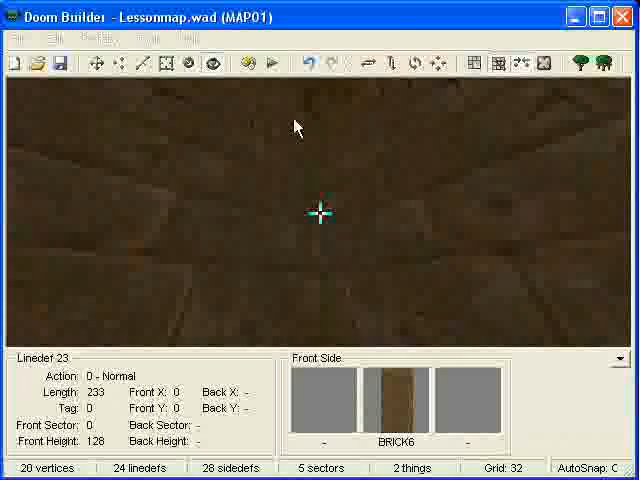 Doom Builder - Lessonmap.wad (MAP01)
Linedef 23
Action: 0 - Normal
Length: 233 Front X: 0 Back X: -
Tag: 0 Front Y: 0 Back Y: -
Front Sector: 0 Back Sector: -
Front Height: 128 Back Height: -
Front Side
- BRICK6 -
20 vertices 24 linedefs 28 sidedefs 5 sectors 2 things Grid: 32 AutoSnap: O